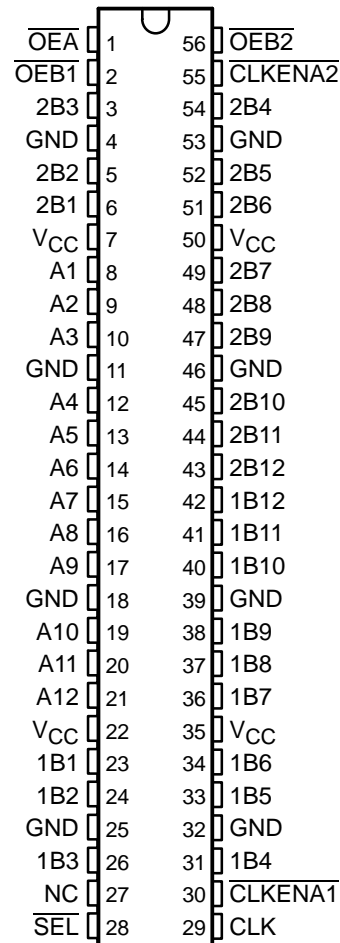 OEA 1 56 OEB2
OEB1 2 55 CLKENA2
2B3 3 54 2B4
GND 4 53 GND
2B2 5 52 2B5
2B1 6 51 2B6
VCC 7 50 VCC
A1 8 49 2B7
A2 9 48 2B8
A3 10 47 2B9
GND 11 46 GND
A4 12 45 2B10
A5 13 44 2B11
A6 14 43 2B12
A7 15 42 1B12
A8 16 41 1B11
A9 17 40 1B10
GND 18 39 GND
A10 19 38 1B9
A11 20 37 1B8
A12 21 36 1B7
VCC 22 35 VCC
1B1 23 34 1B6
1B2 24 33 1B5
GND 25 32 GND
1B3 26 31 1B4
NC 27 30 CLKENA1
SEL 28 29 CLK